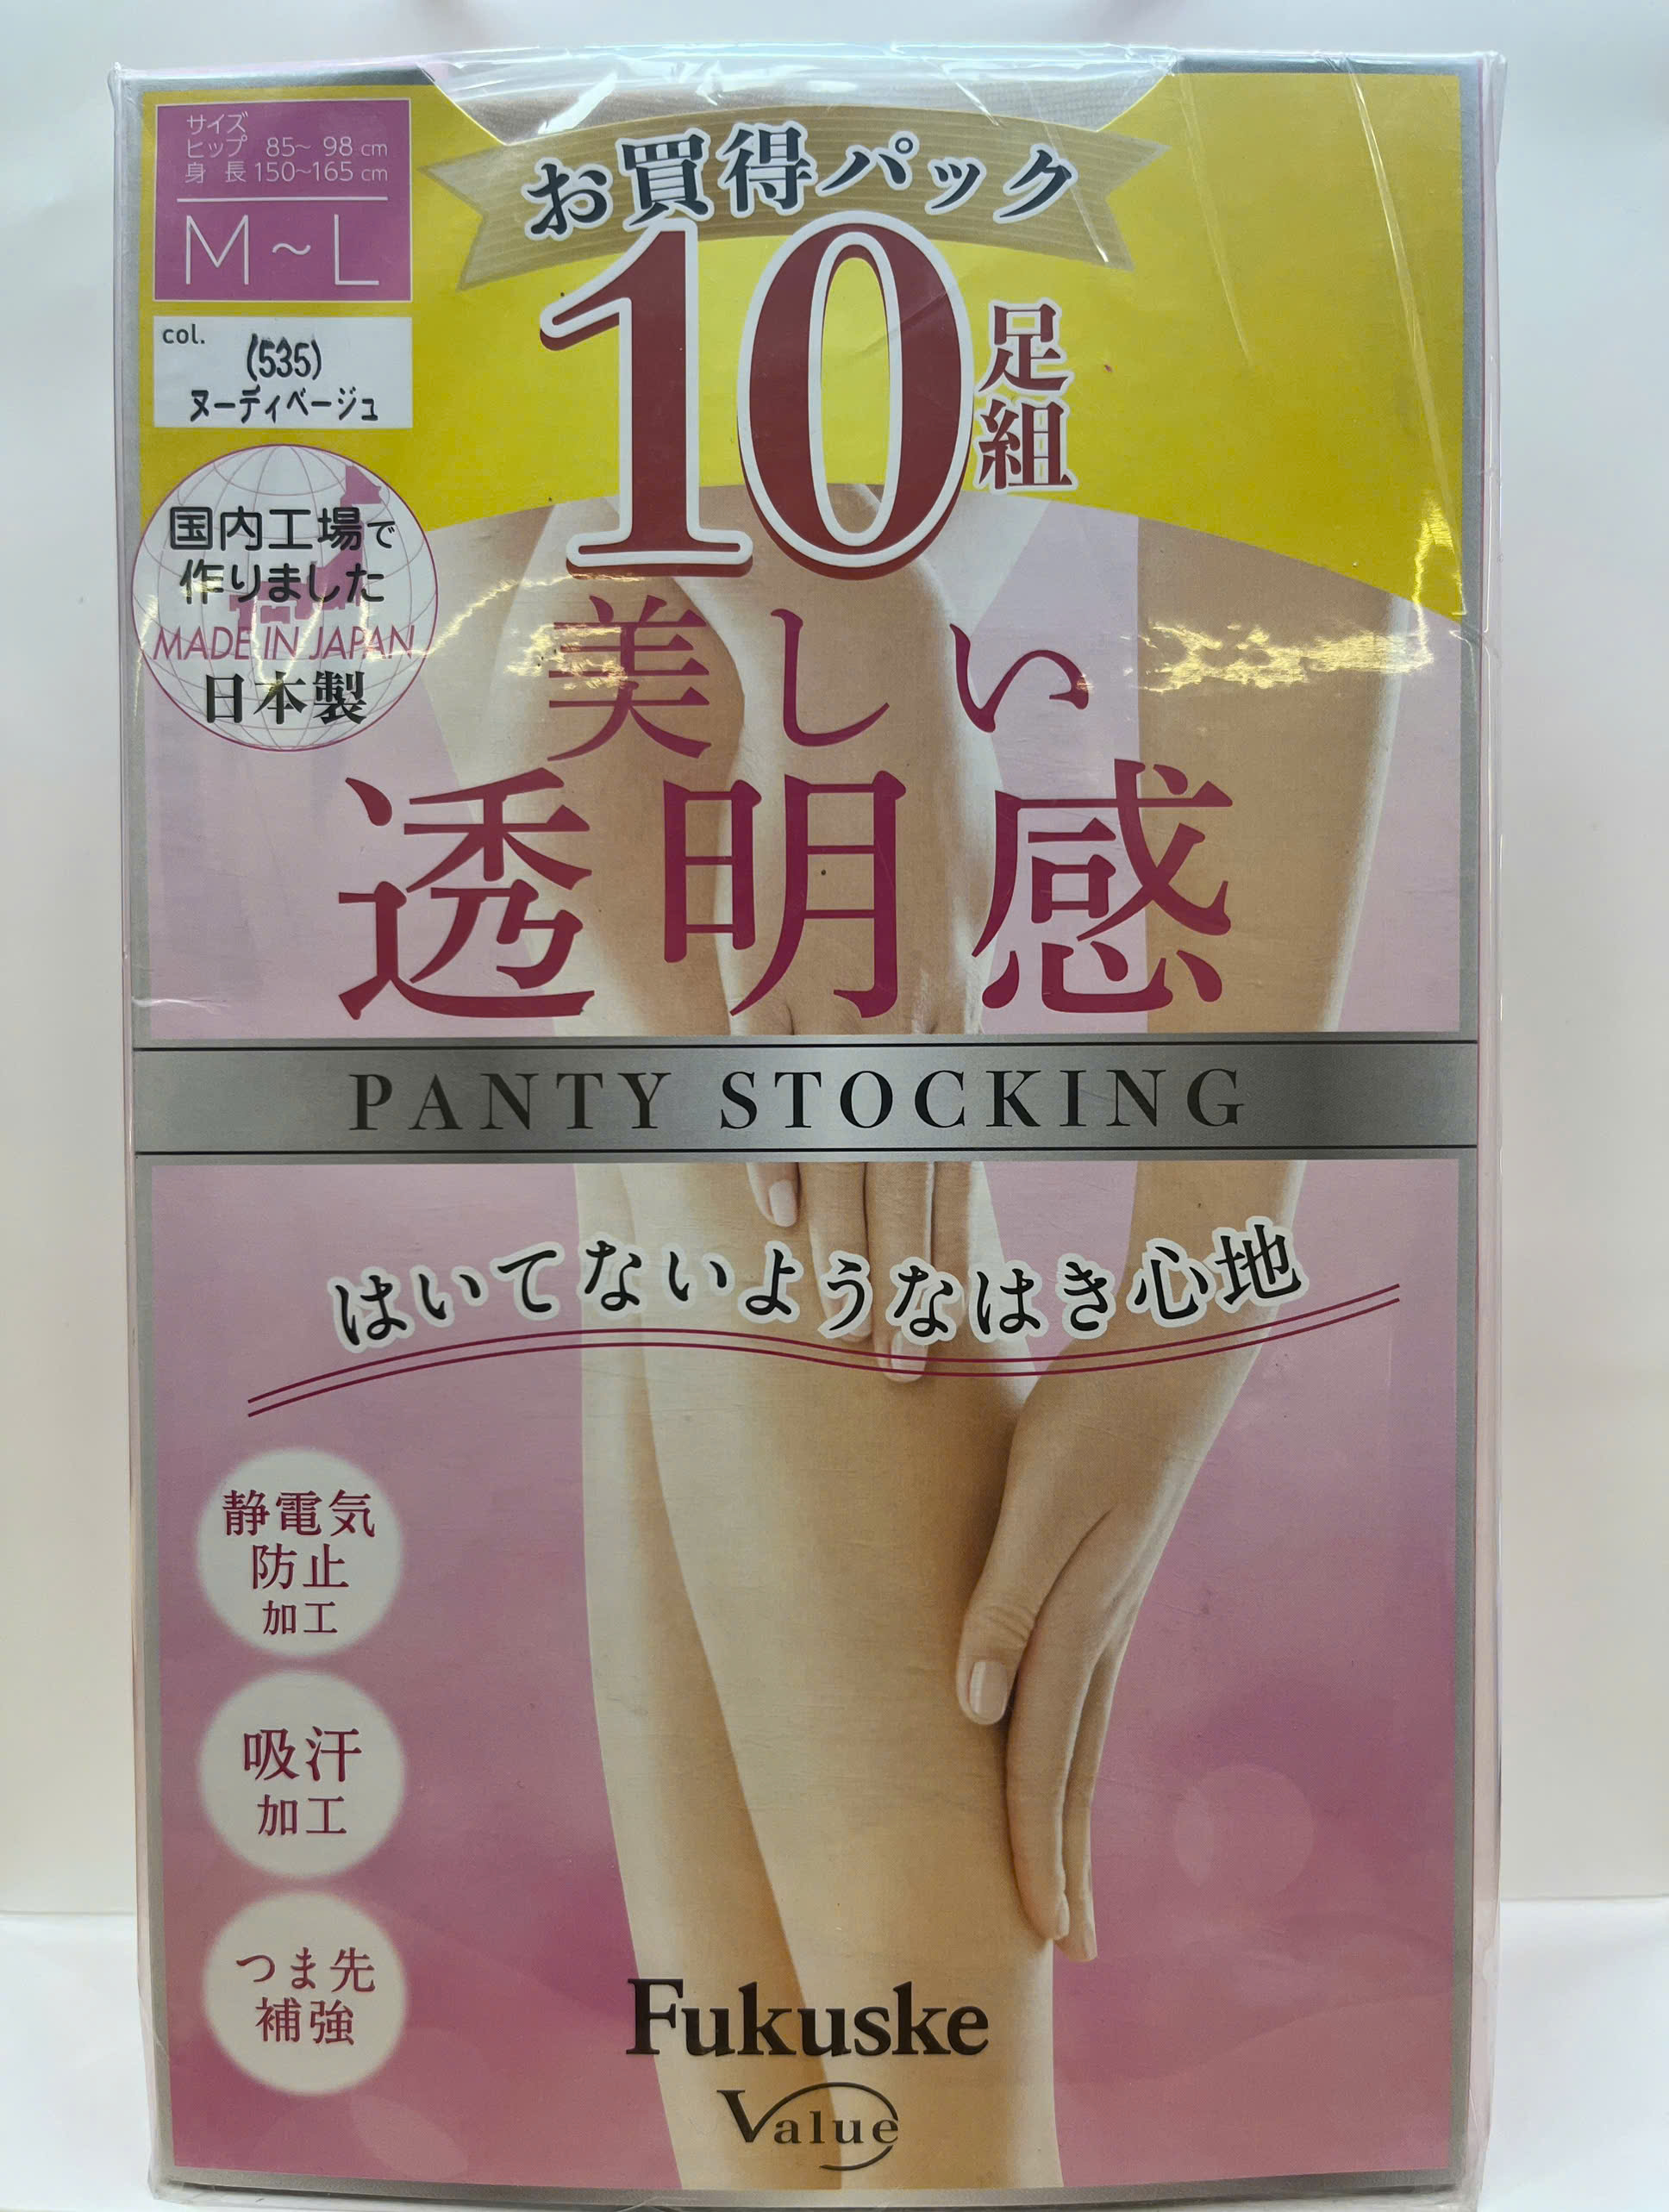 サイズ
ヒップ 85~ 98 cm
身 長 150~165 cm
M~L
col.
(535)
ヌーディベージュ
お買得パック
10足組
国内工場で
作りました
MADE IN JAPAN
日本製
美しい
透明感
PANTY STOCKING
はいてないようなはき心地
静電気
防止
加工
吸汗
加工
つま先
補強
Fukuske
Value